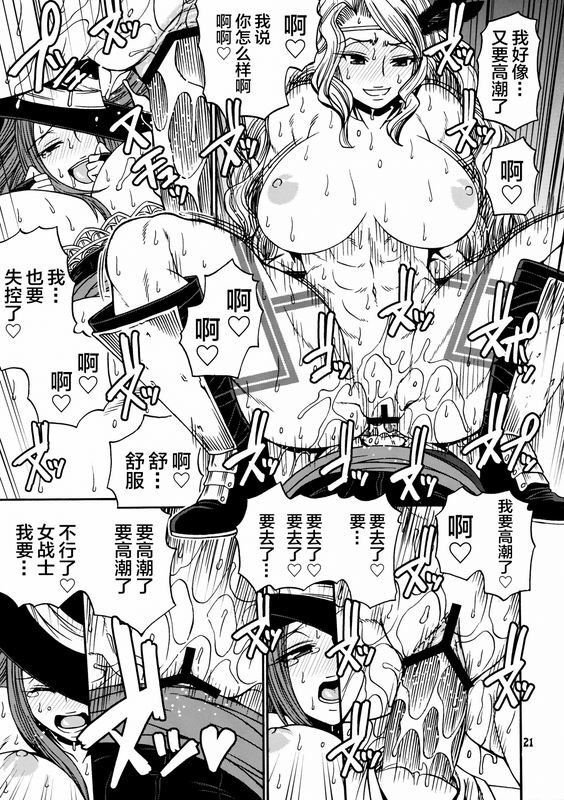 我好像…
又要高潮了
啊♡
啊♡
我说
你怎么样啊
啊啊♡
我…
也要
失控了♡
啊♡
啊♡
啊♡
啊♡
啊♡
舒…
舒服
我要高潮了♡
啊♡
要去了♡
要…
要去了♡
要去了♡
要去了…
要高潮了
要高潮了
不行了♡
女战士
我要…
21